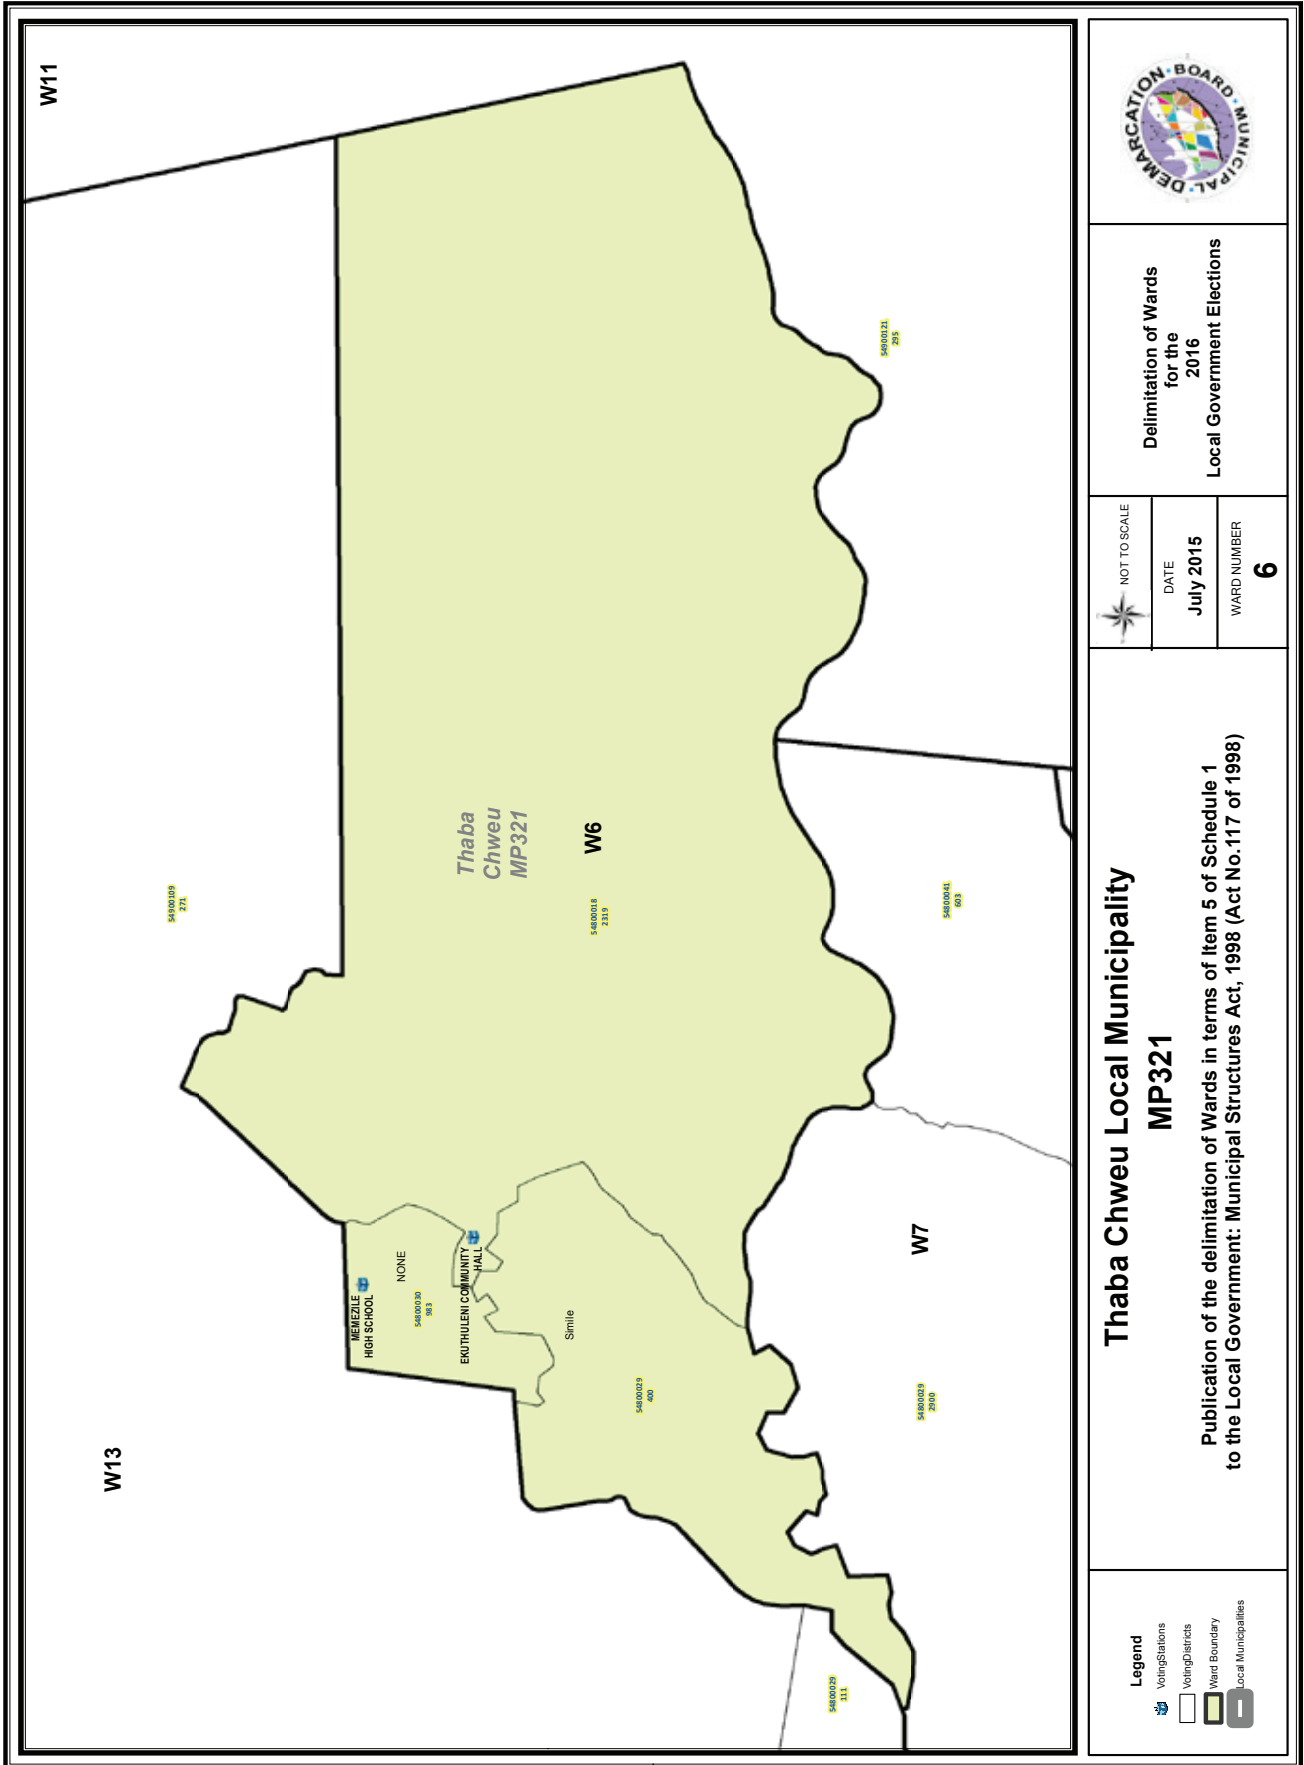 W11
W13
54900109
271
Thaba
Chweu
MP321
W6
54800018
2319
54900121
295
54800041
603
MEMEZILE
HIGH SCHOOL
NONE
54800030
983
EKUTHULENI COMMUNITY
HALL
Simile
54800029
400
W7
54800029
2900
54800029
111
Legend
VotingStations
VotingDistricts
Ward Boundary
Local Municipalities
Thaba Chweu Local Municipality
MP321
Publication of the delimitation of Wards in terms of Item 5 of Schedule 1
to the Local Government: Municipal Structures Act, 1998 (Act No.117 of 1998)
NOT TO SCALE
DATE
July 2015
WARD NUMBER
6
Delimitation of Wards
for the
2016
Local Government Elections
MUNICIPAL · DEMARCATION · BOARD ·